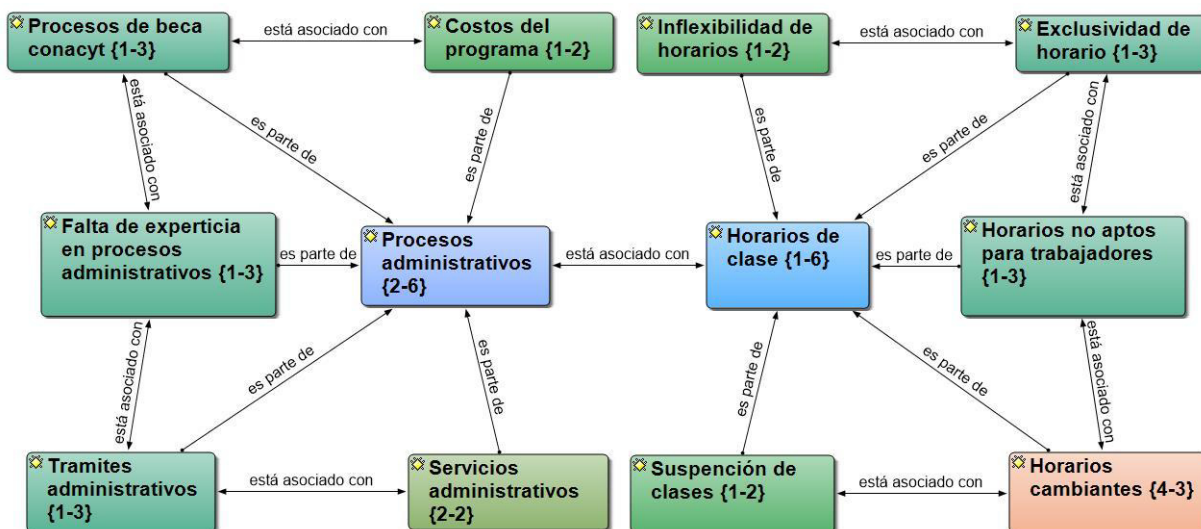 Procesos de beca
conacyt {1-3}
está asociado con
Costos del
programa {1-2}
Inflexibilidad de
horarios {1-2}
está asociado con
Exclusividad de
horario {1-3}
está asociado con
es parte de
es parte de
es parte de
es parte de
está asociado con
Falta de experticia
en procesos
administrativos {1-3}
es parte de
Procesos
administrativos
{2-6}
está asociado con
Horarios de
clase {1-6}
es parte de
Horarios no aptos
para trabajadores
{1-3}
está asociado con
es parte de
es parte de
es parte de
es parte de
está asociado con
Tramites
administrativos
{1-3}
está asociado con
Servicios
administrativos
{2-2}
Suspención de
clases {1-2}
está asociado con
Horarios
cambiantes {4-3}